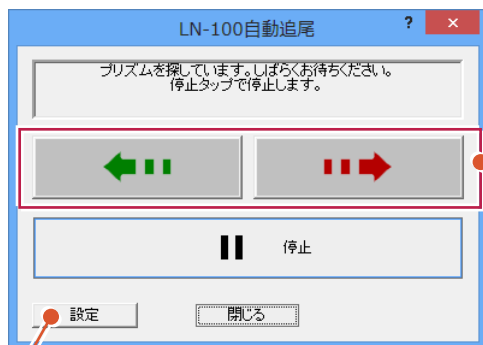 LN-100自動追尾
?
×
プリズムを探しています。しばらくお待ちください。
停止タップで停止します。
停止
設定
閉じる